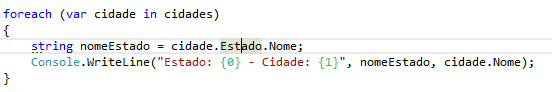 foreach (var cidade in cidades)
{
string nomeEstado = cidade.Estado.Nome;
Console.WriteLine("Estado: {0} - Cidade: {1}", nomeEstado, cidade.Nome);
}